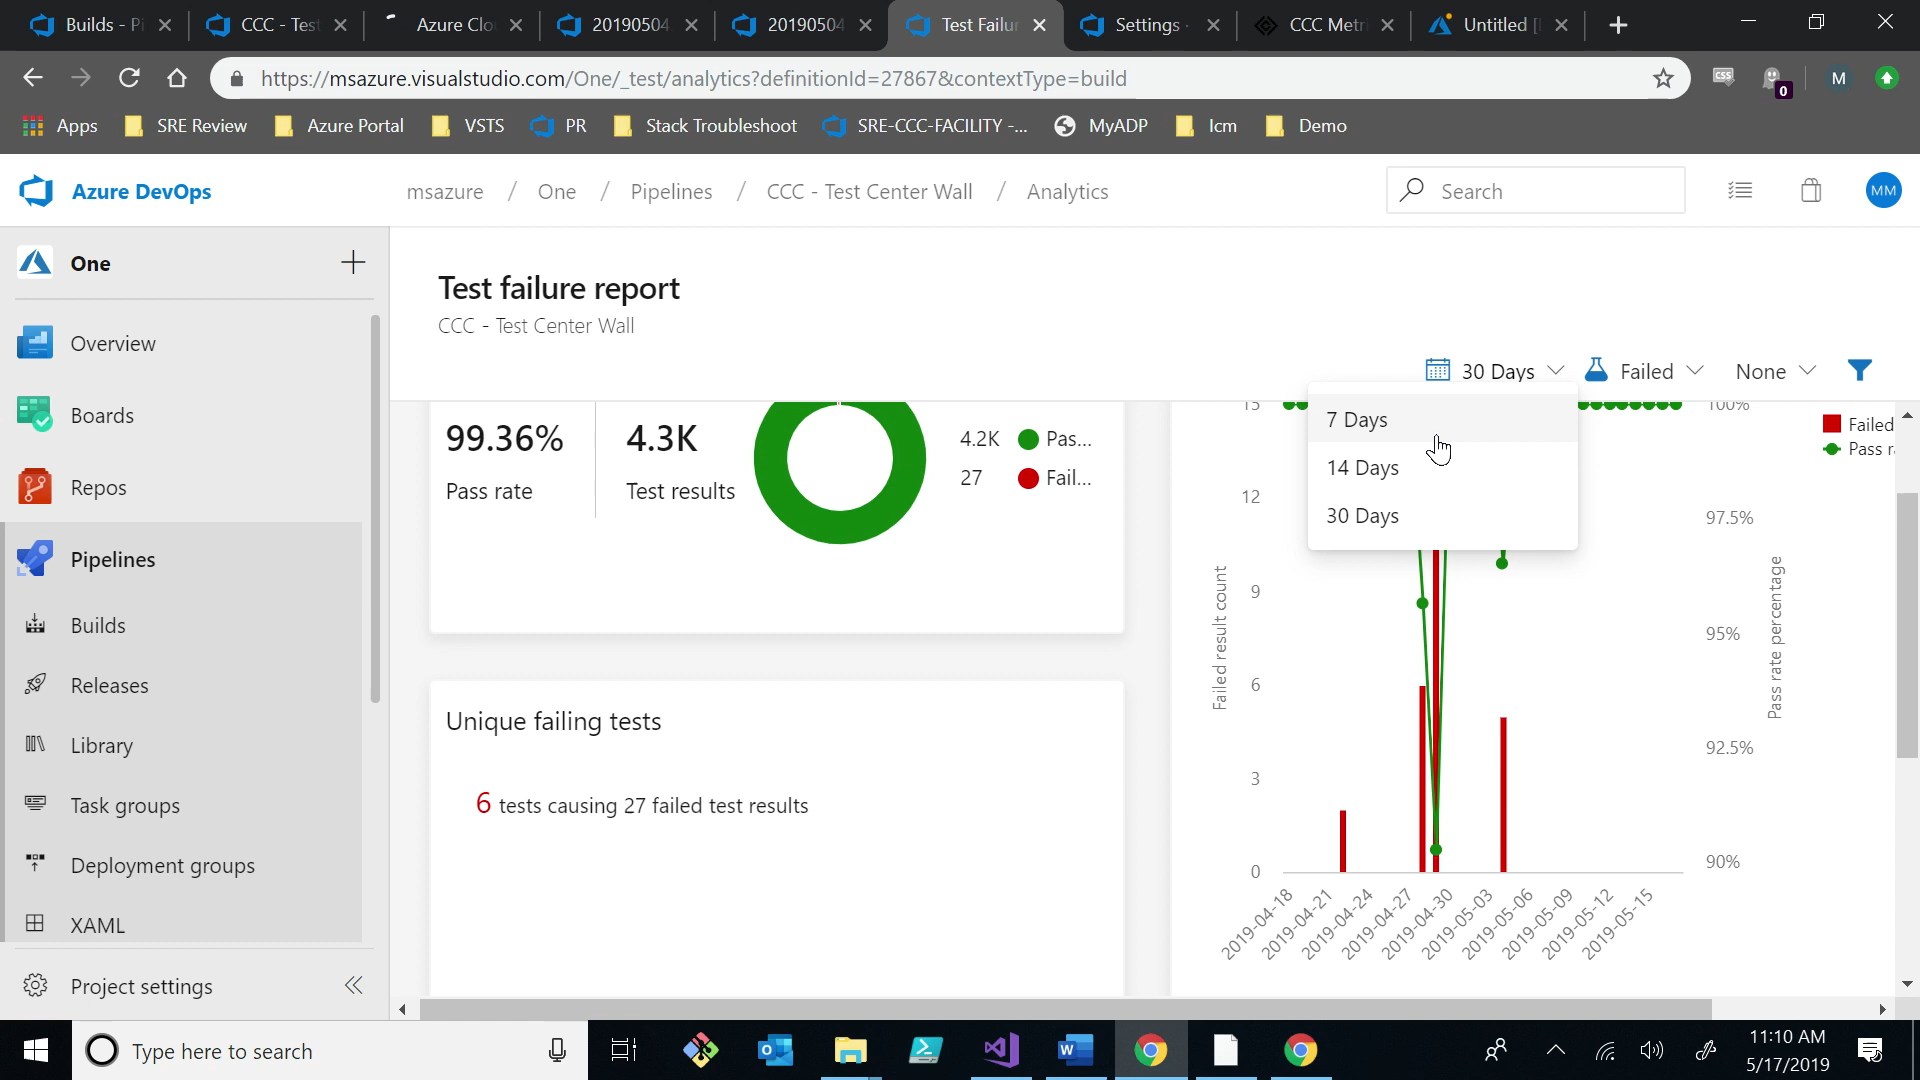 Builds - Pi
CCC - Test
Azure Clo
20190504
20190504
Test Failur
Settings -
CCC Metri
Untitled [
https://msazure.visualstudio.com/One/_test/analytics?definitionId=27867&contextType=build
CSS
0
M
Apps
SRE Review
Azure Portal
VSTS
PR
Stack Troubleshoot
SRE-CCC-FACILITY -...
MyADP
Icm
Demo
Azure DevOps
msazure / One / Pipelines / CCC - Test Center Wall / Analytics
Search
MM
One
Overview
Boards
Repos
Pipelines
Builds
Releases
Library
Task groups
Deployment groups
XAML
Project settings
Test failure report
CCC - Test Center Wall
30 Days
Failed
None
7 Days
14 Days
30 Days
99.36%
Pass rate
4.3K
Test results
4.2K Pas...
27 Fail...
Unique failing tests
6 tests causing 27 failed test results
Failed result count
15
12
9
6
3
0
2019-04-18
2019-04-21
2019-04-24
2019-04-27
2019-04-30
2019-05-03
2019-05-06
2019-05-09
2019-05-12
2019-05-15
100%
97.5%
95%
92.5%
90%
Pass rate percentage
Failed
Pass r
Type here to search
11:10 AM
5/17/2019